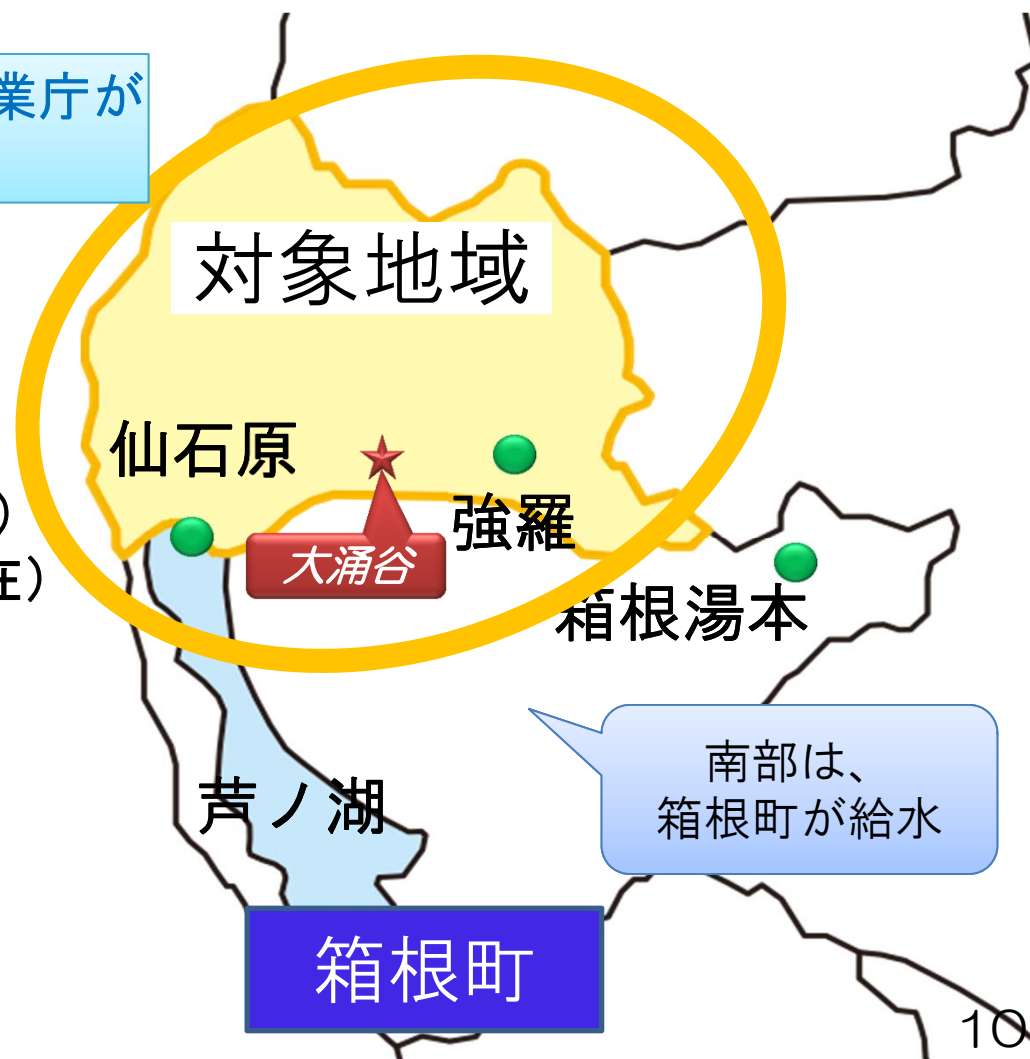 業庁が
対象地域
仙石原
）
在）
強羅
大涌谷
箱根湯本
南部は、
箱根町が給水
芦ノ湖
箱根町
10